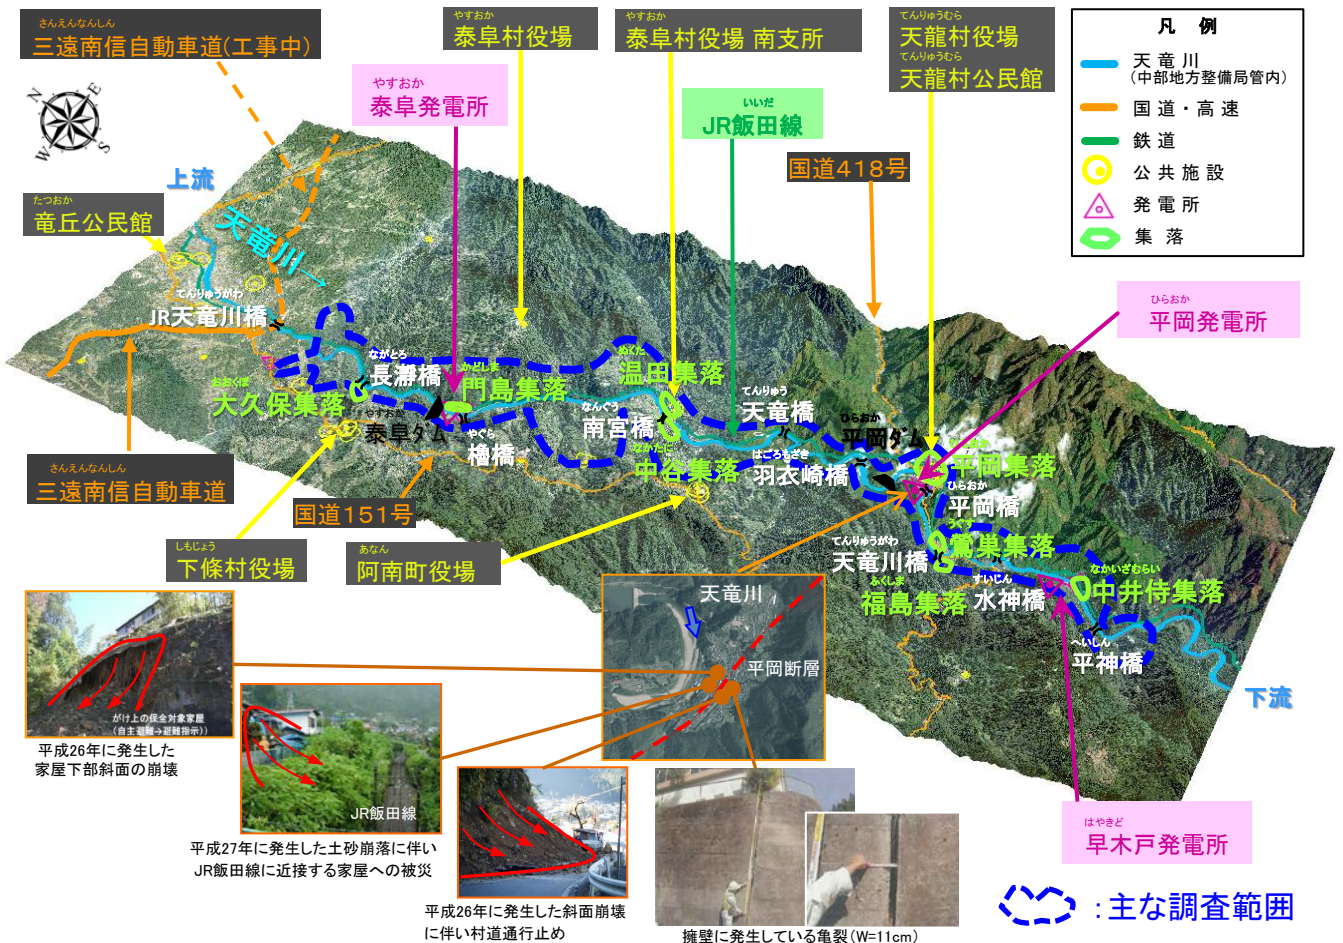 さんえんなんしん
三遠南信自動車道(工事中)
やすおか
泰阜村役場
やすおか
泰阜村役場 南支所
てんりゅうむら
天龍村役場
てんりゅうむら
天龍村公民館
凡 例
天竜川
(中部地方整備局管内)
国道・高速
鉄道
公共施設
発電所
集落
N
E
W
S
やすおか
泰阜発電所
いいだ
JR飯田線
国道418号
上流
たつおか
竜丘公民館
天竜川→
てんりゅうがわ
JR天竜川橋
ひらおか
平岡発電所
ながとろ
長瀞橋
かどしま
門島集落
ぬくた
温田集落
おおくぼ
大久保集落
やすおか
泰阜ダム
やぐら
櫓橋
なんぐう
南宮橋
なかたに
中谷集落
てんりゅう
天竜橋
はごろもざき
羽衣崎橋
ひらおか
平岡ダム
ひらおか
平岡集落
ひらおか
平岡橋
さんえんなんしん
三遠南信自動車道
国道151号
しもじょう
下條村役場
あなん
阿南町役場
てんりゅうがわ
天竜川橋
うぐす
鶯巣集落
ふくしま
福島集落
すいじん
水神橋
なかいざむらい
中井侍集落
へいしん
平神橋
下流
天竜川
平岡断層
がけ上の保全対象家屋
(自主避難→避難指示))
平成26年に発生した
家屋下部斜面の崩壊
JR飯田線
平成27年に発生した土砂崩落に伴い
JR飯田線に近接する家屋への被災
平成26年に発生した斜面崩壊
に伴い村道通行止め
擁壁に発生している亀裂(W=11cm)
はやきど
早木戸発電所
:主な調査範囲